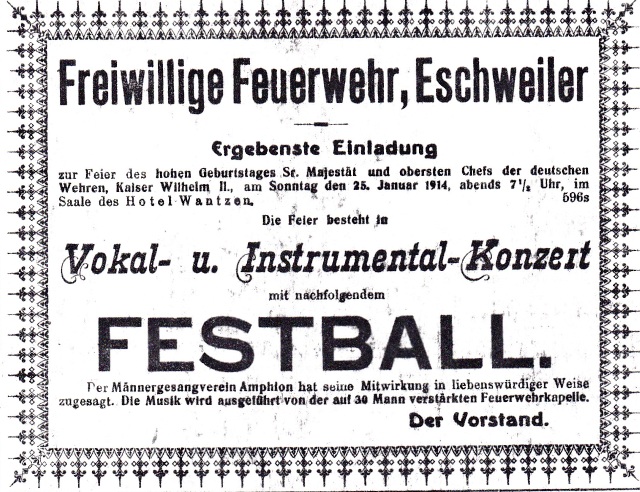 Freiwillige Feuerwehr, Eschweiler
Ergebenste Einladung
zur Feier des hohen Geburtstages Sr. Majestät und obersten Chefs der deutschen
Wehren, Kaiser Wilhelm II., am Sonntag den 25. Januar 1914, abends 7½ Uhr, im
Saale des Hotel Wantzen. 596s
Die Feier besteht in
Vokal- u. Instrumental-Konzert
mit nachfolgendem
FESTBALL.
Der Männergesangverein Amphion hat seine Mitwirkung in liebenswürdiger Weise
zugesagt. Die Musik wird ausgeführt von der auf 30 Mann verstärkten Feuerwehrkapelle.
Der Vorstand.